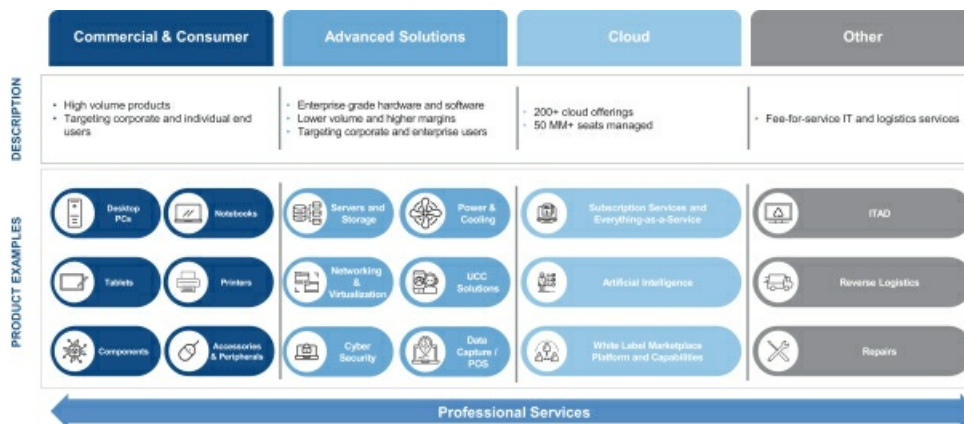 Commercial & Consumer
Advanced Solutions
Cloud
Other
DESCRIPTION
• High volume products
• Targeting corporate and individual end
users
• Enterprise grade hardware and software
• Lower volume and higher margins
• Targeting corporate and enterprise users
• 200+ cloud offerings
• 50 MM+ seats managed
• Fee-for-service IT and logistics services
PRODUCT EXAMPLES
Desktop
PCs
Notebooks
Tablets
Printers
Components
Accessories
& Peripherals
Servers and
Storage
Power &
Cooling
Networking
&
Virtualization
UCC
Solutions
Cyber
Security
Data
Capture /
POS
Subscription Services and
Everything-as-a-Service
Artificial Intelligence
White Label Marketplace
Platform and Capabilities
ITAD
Reverse Logistics
Repairs
Professional Services